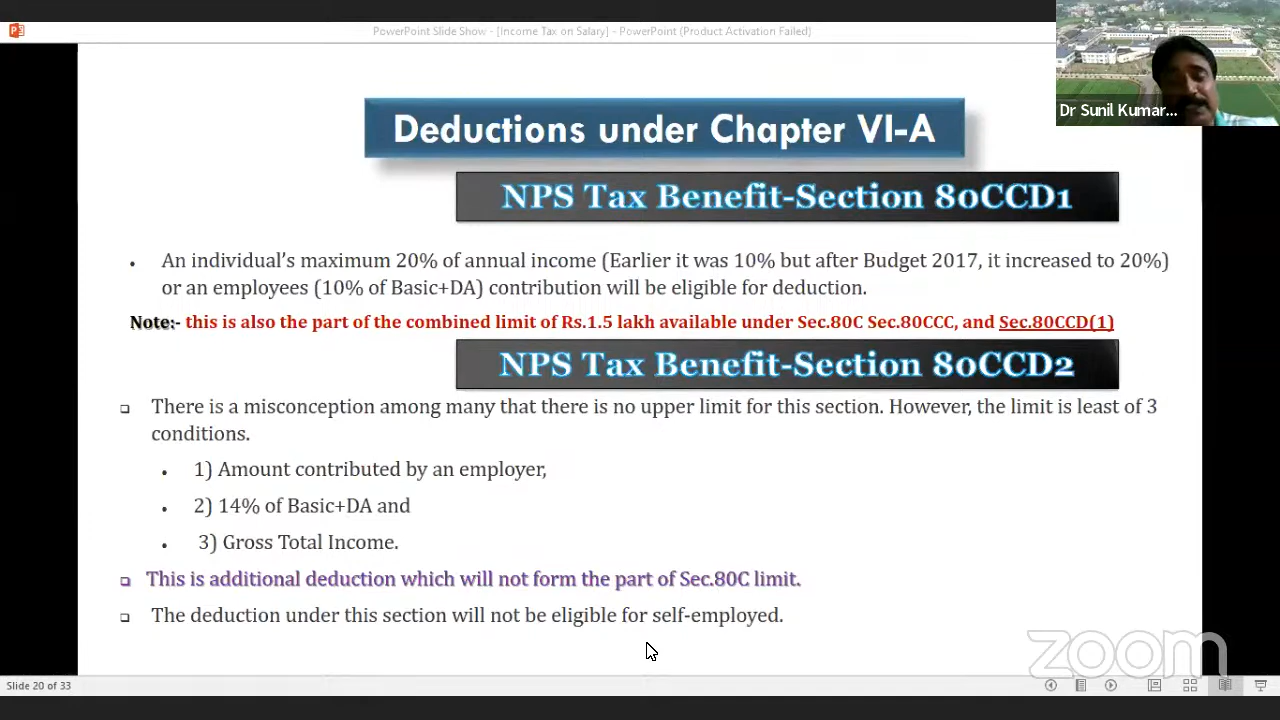 PowerPoint Slide Show - [Income Tax on Salary] - PowerPoint (Product Activation Failed)
Dr Sunil Kumar...
Deductions under Chapter VI-A
NPS Tax Benefit-Section 80CCD1
• An individual's maximum 20% of annual income (Earlier it was 10% but after Budget 2017, it increased to 20%)
or an employees (10% of Basic+DA) contribution will be eligible for deduction.
Note:- this is also the part of the combined limit of Rs.1.5 lakh available under Sec.80C Sec.80CCC, and Sec.80CCD(1)
NPS Tax Benefit-Section 80CCD2
There is a misconception among many that there is no upper limit for this section. However, the limit is least of 3
conditions.
• 1) Amount contributed by an employer,
• 2) 14% of Basic+DA and
• 3) Gross Total Income.
This is additional deduction which will not form the part of Sec.80C limit.
The deduction under this section will not be eligible for self-employed.
zoom
Slide 20 of 33